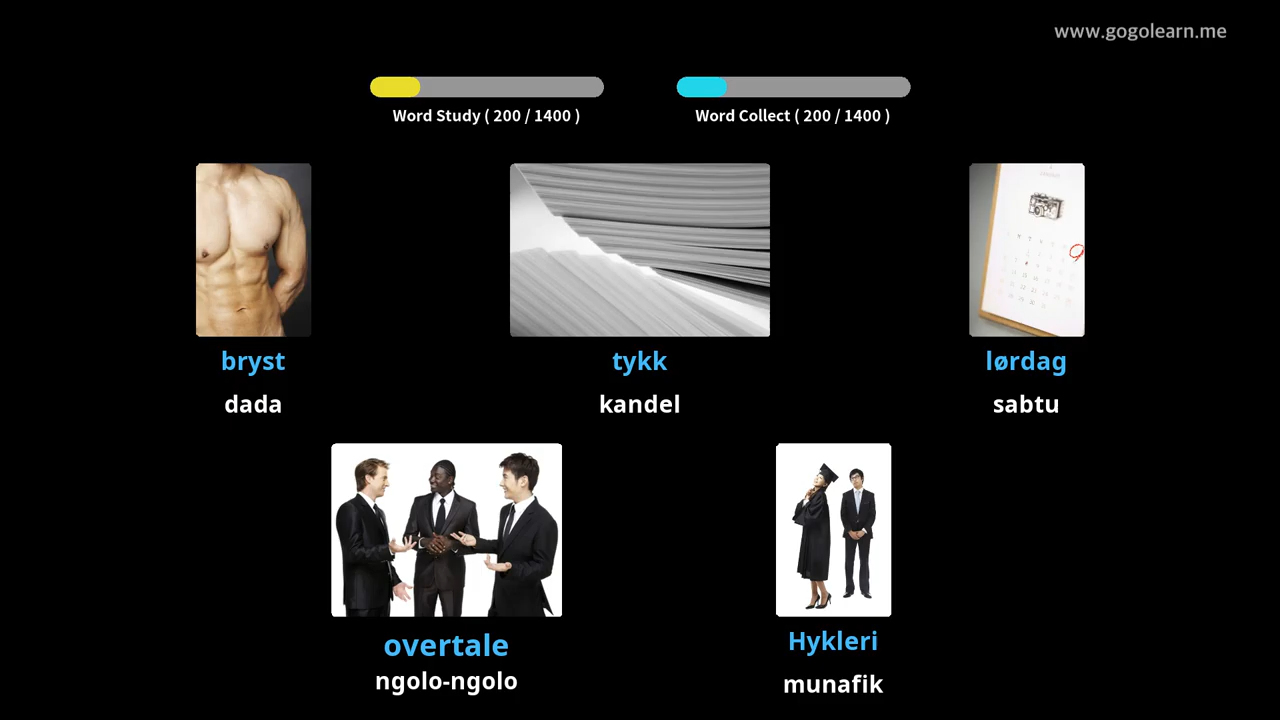 www.gogolearn.me
Word Study ( 200 / 1400 )
Word Collect ( 200 / 1400 )
bryst
dada
tykk
kandel
lørdag
sabtu
overtale
ngolo-ngolo
Hykleri
munafik